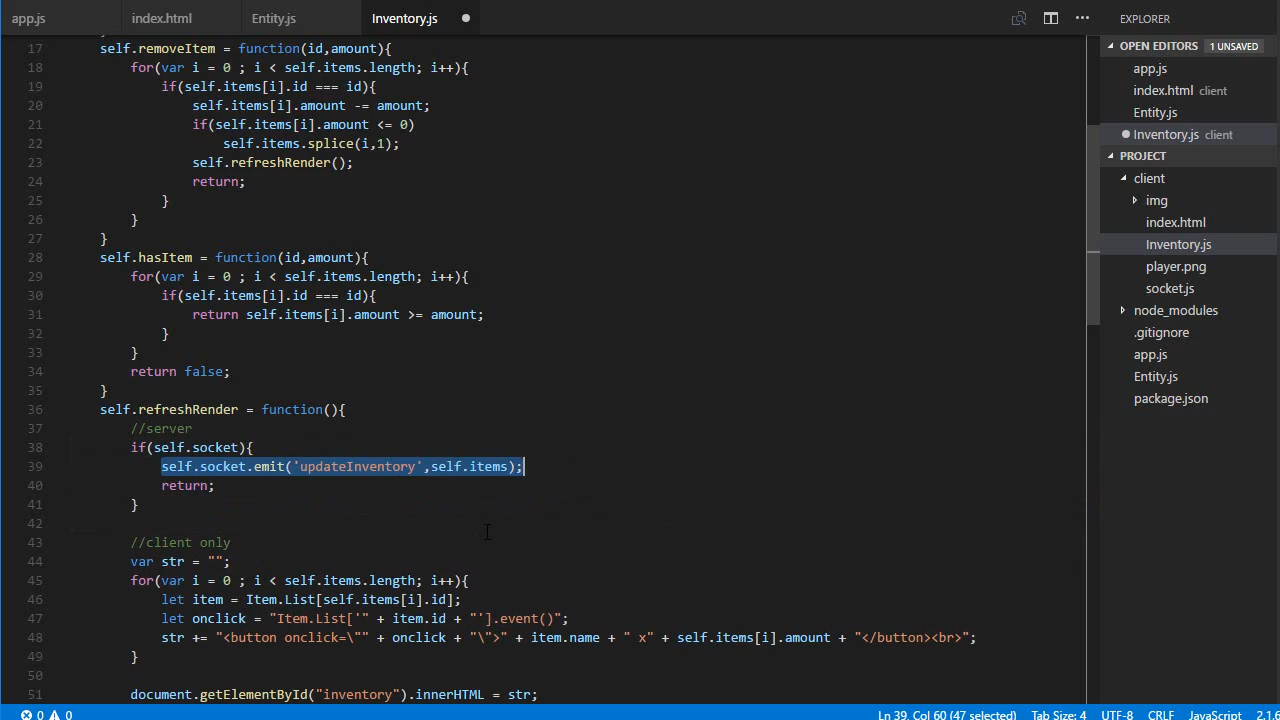 app.js index.html Entity.js Inventory.js
17 self.removeItem = function(id,amount){
18 for(var i = 0 ; i < self.items.length; i++){
19 if(self.items[i].id === id){
20 self.items[i].amount -= amount;
21 if(self.items[i].amount <= 0)
22 self.items.splice(i,1);
23 self.refreshRender();
24 return;
25 }
26 }
27 }
28 self.hasItem = function(id,amount){
29 for(var i = 0 ; i < self.items.length; i++){
30 if(self.items[i].id === id){
31 return self.items[i].amount >= amount;
32 }
33 }
34 return false;
35 }
36 self.refreshRender = function(){
37 //server
38 if(self.socket){
39 self.socket.emit('updateInventory',self.items);
40 return;
41 }
42
43 //client only
44 var str = "";
45 for(var i = 0 ; i < self.items.length; i++){
46 let item = Item.List[self.items[i].id];
47 let onclick = "Item.List['" + item.id + "'].event()";
48 str += "<button onclick=\"" + onclick + "\">" + item.name + " x" + self.items[i].amount + "</button><br>";
49 }
50
51 document.getElementById("inventory").innerHTML = str;
EXPLORER
OPEN EDITORS 1 UNSAVED
app.js
index.html client
Entity.js
Inventory.js client
PROJECT
client
img
index.html
Inventory.js
player.png
socket.js
node_modules
.gitignore
app.js
Entity.js
package.json
0 0 Ln 39, Col 60 (47 selected) Tab Size: 4 UTF-8 CRLF JavaScript